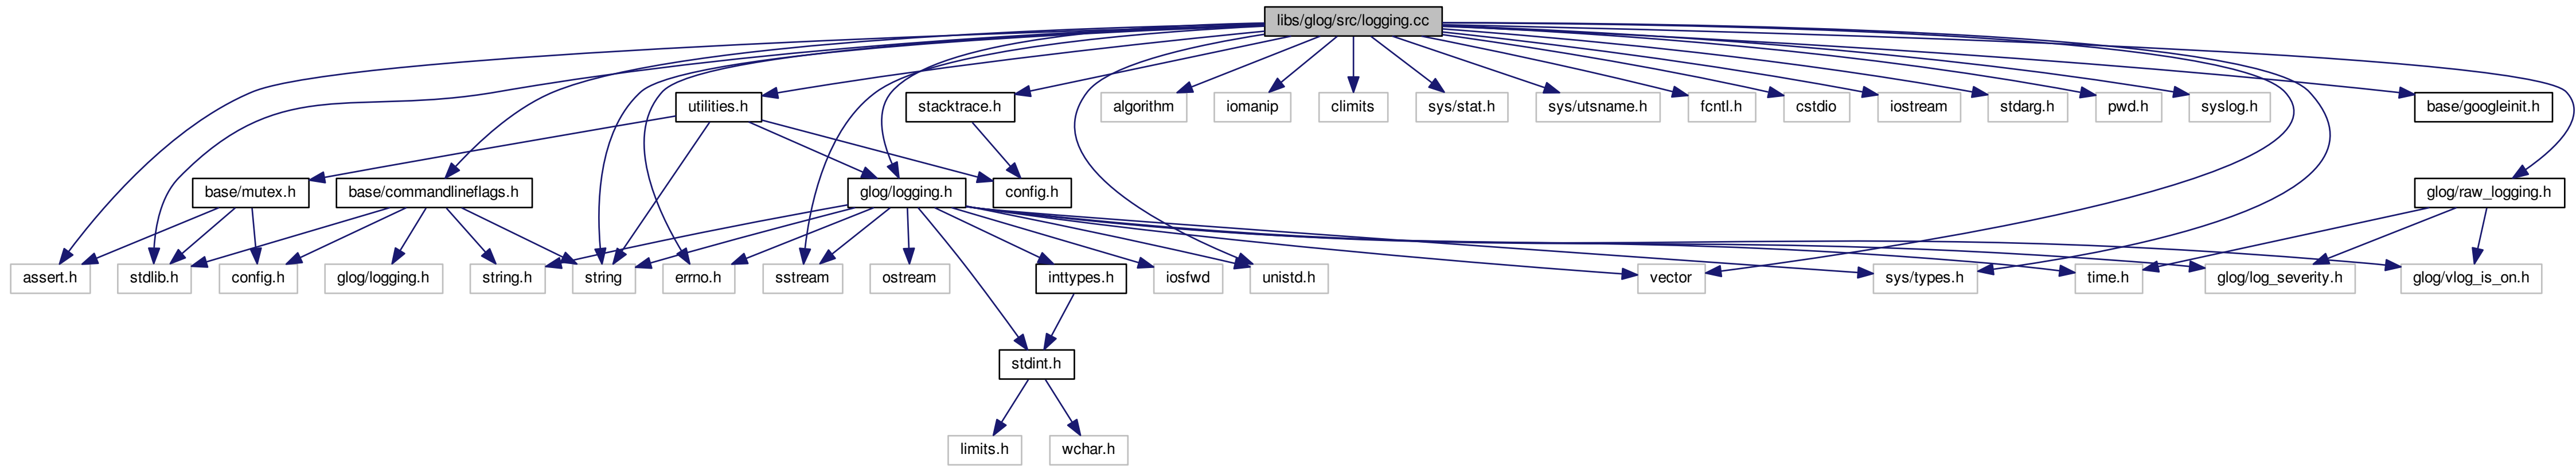 libs/glog/src/logging.cc
utilities.h
stacktrace.h
algorithm
iomanip
climits
sys/stat.h
sys/utsname.h
fcntl.h
cstdio
iostream
stdarg.h
pwd.h
syslog.h
base/googleinit.h
base/mutex.h
base/commandlineflags.h
glog/logging.h
config.h
glog/raw_logging.h
assert.h
stdlib.h
config.h
glog/logging.h
string.h
string
errno.h
sstream
ostream
inttypes.h
iosfwd
unistd.h
vector
sys/types.h
time.h
glog/log_severity.h
glog/vlog_is_on.h
stdint.h
limits.h
wchar.h